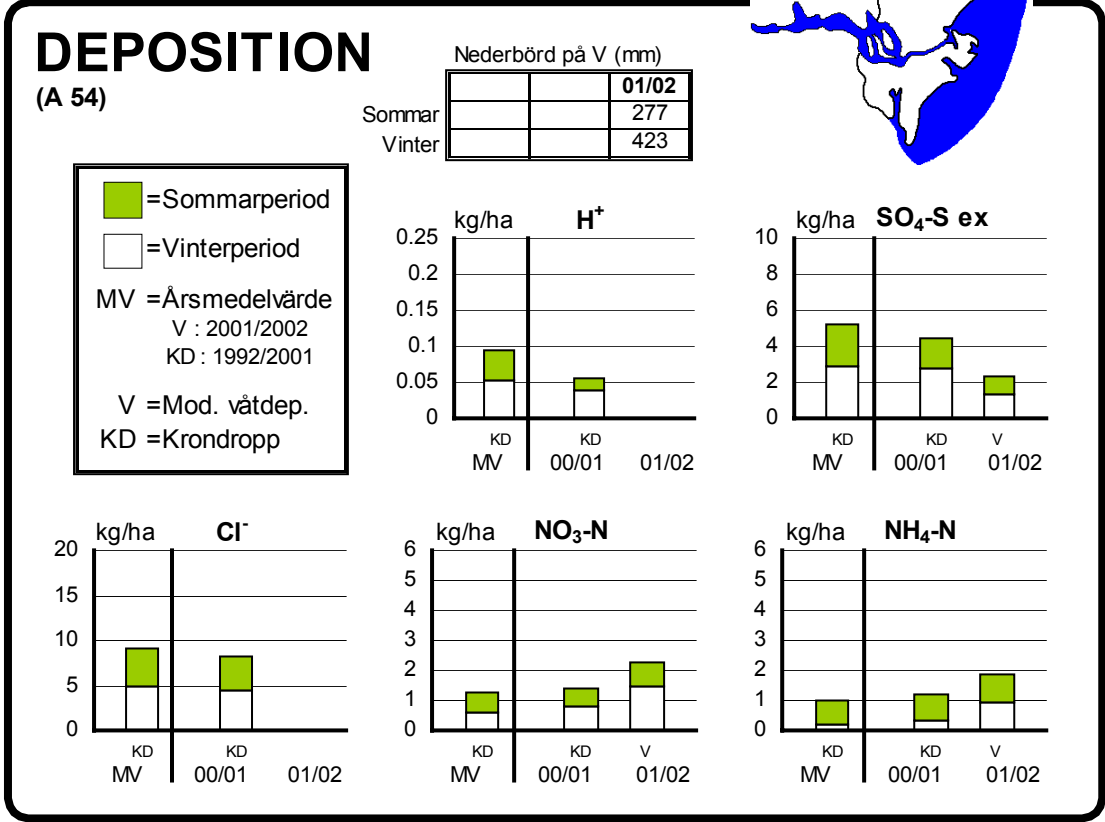 DEPOSITION
(A 54)
Nederbörd på V (mm)
01/02
Sommar 277
Vinter 423
=Sommarperiod
=Vinterperiod
MV =Årsmedelvärde
V : 2001/2002
KD : 1992/2001
V =Mod. våtdep.
KD =Krondropp
kg/ha H⁺
0.25
0.2
0.15
0.1
0.05
0
KD KD
MV 00/01 01/02
kg/ha SO₄-S ex
10
8
6
4
2
0
KD KD V
MV 00/01 01/02
kg/ha Cl⁻
20
15
10
5
0
KD KD
MV 00/01 01/02
kg/ha NO₃-N
6
5
4
3
2
1
0
KD KD V
MV 00/01 01/02
kg/ha NH₄-N
6
5
4
3
2
1
0
KD KD V
MV 00/01 01/02